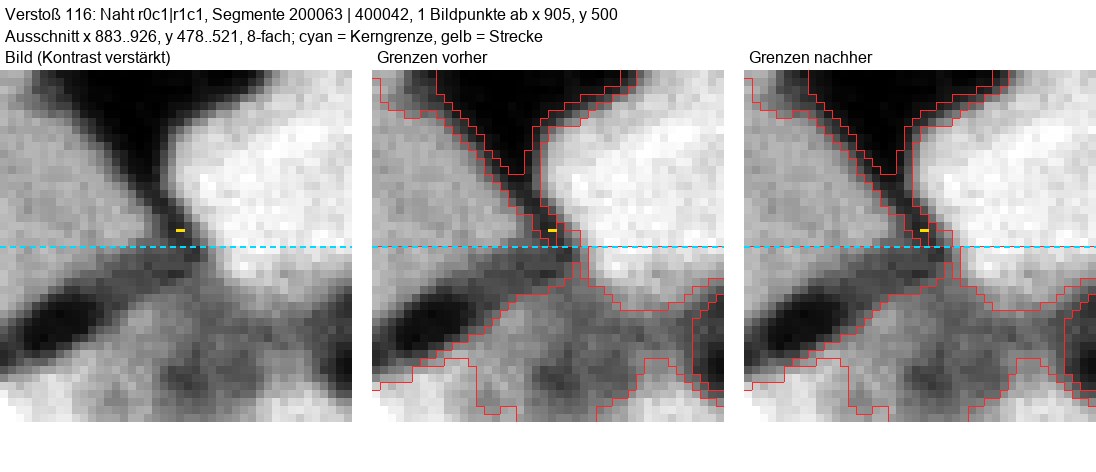 Verstoß 116: Naht r0c1|r1c1, Segmente 200063 | 400042, 1 Bildpunkte ab x 905, y 500
Ausschnitt x 883..926, y 478..521, 8-fach; cyan = Kerngrenze, gelb = Strecke
Bild (Kontrast verstärkt)
Grenzen vorher
Grenzen nachher